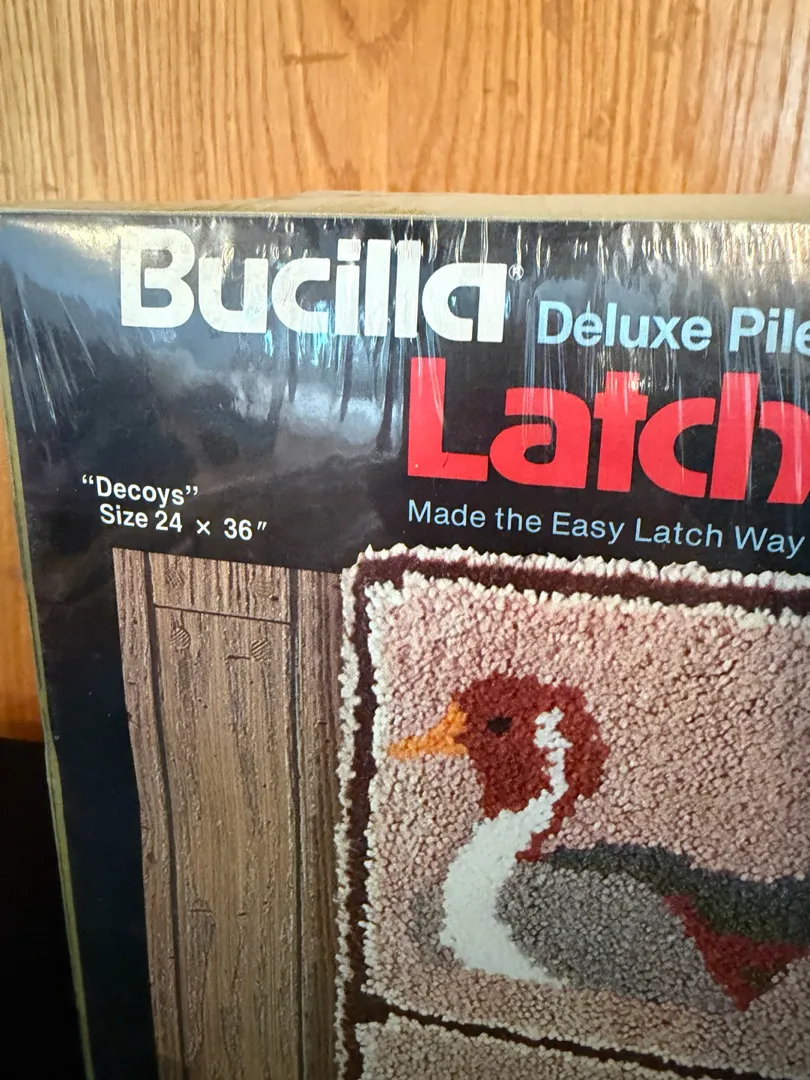 Bucilla®
Deluxe Pile
Latch
"Decoys"
Size 24 × 36"
Made the Easy Latch Way